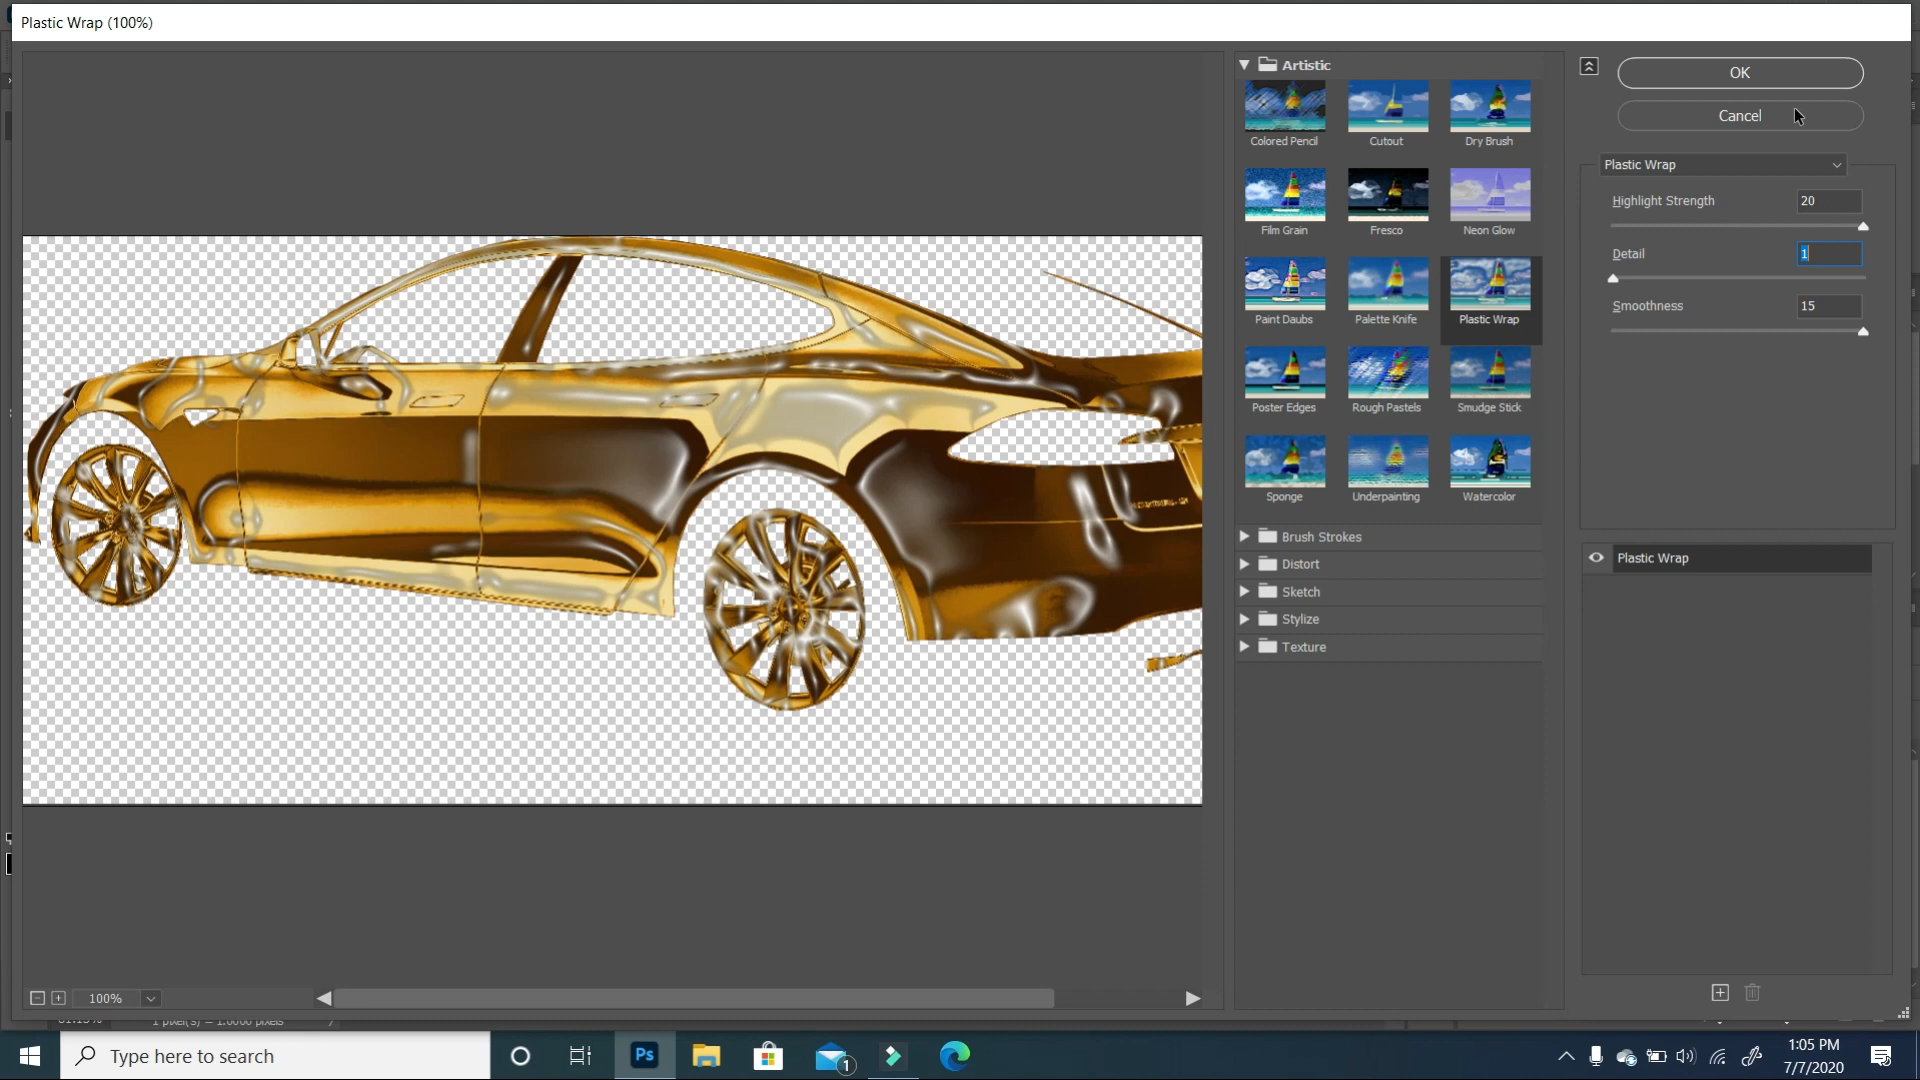 Plastic Wrap (100%)
Artistic
Colored Pencil
Cutout
Dry Brush
Film Grain
Fresco
Neon Glow
Paint Daubs
Palette Knife
Plastic Wrap
Poster Edges
Rough Pastels
Smudge Stick
Sponge
Underpainting
Watercolor
Brush Strokes
Distort
Sketch
Stylize
Texture
OK
Cancel
Plastic Wrap
Highlight Strength 20
Detail 1
Smoothness 15
Plastic Wrap
100%
Type here to search
Ps
1
1:05 PM
7/7/2020